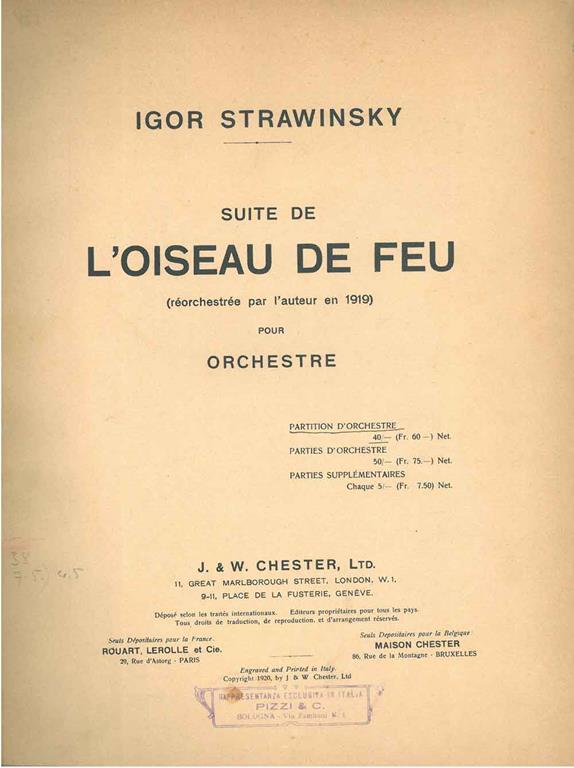 IGOR STRAWINSKY
SUITE DE
L'OISEAU DE FEU
(réorchestrée par l'auteur en 1919)
POUR
ORCHESTRE
PARTITION D'ORCHESTRE
40/— (Fr. 60 —) Net.
PARTIES D'ORCHESTRE
50/— (Fr. 75.—) Net.
PARTIES SUPPLÉMENTAIRES
Chaque 5/— (Fr. 7.50) Net.
J. & W. CHESTER, LTD.
11, GREAT MARLBOROUGH STREET, LONDON, W.1.
9-11, PLACE DE LA FUSTERIE, GENÈVE.
Déposé selon les traités internationaux. Editeurs propriétaires pour tous les pays.
Tous droits de traduction, de reproduction, et d'arrangement réservés.
Seuls Dépositaires pour la France.
ROUART, LEROLLE et Cie.
29, Rue d'Astorg - PARIS
Seuls Depositaires pour la Belgique:
MAISON CHESTER
86, Rue de la Montagne - BRUXELLES
Engraved and Printed in Italy.
Copyright 1920, by J & W Chester, Ltd
RAPPRESENTANZA ESCLUSIVA IN ITALIA
PIZZI & C.
BOLOGNA - Via Zamboni N. 1